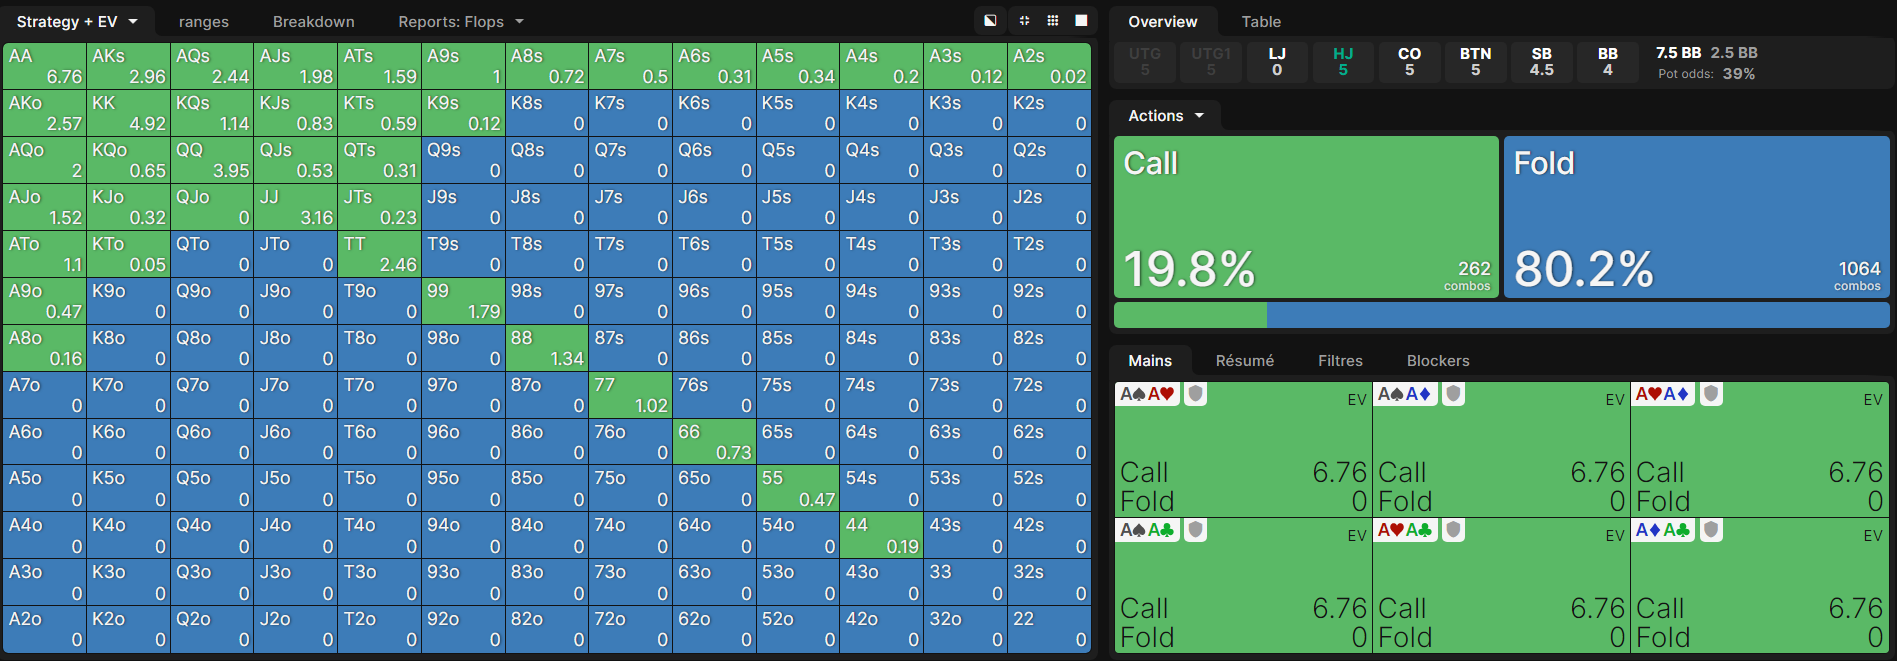 Strategy + EV ranges Breakdown Reports: Flops
AA AKs AQs AJs ATs A9s A8s A7s A6s A5s A4s A3s A2s
6.76 2.96 2.44 1.98 1.59 1 0.72 0.5 0.31 0.34 0.2 0.12 0.02
AKo KK KQs KJs KTs K9s K8s K7s K6s K5s K4s K3s K2s
2.57 4.92 1.14 0.83 0.59 0.12 0 0 0 0 0 0 0
AQo KQo QQ QJs QTs Q9s Q8s Q7s Q6s Q5s Q4s Q3s Q2s
2 0.65 3.95 0.53 0.31 0 0 0 0 0 0 0 0
AJo KJo QJo JJ JTs J9s J8s J7s J6s J5s J4s J3s J2s
1.52 0.32 0 3.16 0.23 0 0 0 0 0 0 0 0
ATo KTo QTo JTo TT T9s T8s T7s T6s T5s T4s T3s T2s
1.1 0.05 0 0 2.46 0 0 0 0 0 0 0 0
A9o K9o Q9o J9o T9o 99 98s 97s 96s 95s 94s 93s 92s
0.47 0 0 0 0 1.79 0 0 0 0 0 0 0
A8o K8o Q8o J8o T8o 98o 88 87s 86s 85s 84s 83s 82s
0.16 0 0 0 0 0 1.34 0 0 0 0 0 0
A7o K7o Q7o J7o T7o 97o 87o 77 76s 75s 74s 73s 72s
0 0 0 0 0 0 0 1.02 0 0 0 0 0
A6o K6o Q6o J6o T6o 96o 86o 76o 66 65s 64s 63s 62s
0 0 0 0 0 0 0 0 0.73 0 0 0 0
A5o K5o Q5o J5o T5o 95o 85o 75o 65o 55 54s 53s 52s
0 0 0 0 0 0 0 0 0 0.47 0 0 0
A4o K4o Q4o J4o T4o 94o 84o 74o 64o 54o 44 43s 42s
0 0 0 0 0 0 0 0 0 0 0.19 0 0
A3o K3o Q3o J3o T3o 93o 83o 73o 63o 53o 43o 33 32s
0 0 0 0 0 0 0 0 0 0 0 0 0
A2o K2o Q2o J2o T2o 92o 82o 72o 62o 52o 42o 32o 22
0 0 0 0 0 0 0 0 0 0 0 0 0
Overview Table
UTG UTG1 LJ HJ CO BTN SB BB 7.5 BB 2.5 BB
5 5 0 5 5 5 4.5 4 Pot odds: 39%
Actions
Call Fold
19.8% 262 combos 80.2% 1064 combos
Mains Résumé Filtres Blockers
A♠A♥ EV A♠A♦ EV A♥A♦ EV
Call 6.76 Call 6.76 Call 6.76
Fold 0 Fold 0 Fold 0
A♠A♣ EV A♥A♣ EV A♦A♣ EV
Call 6.76 Call 6.76 Call 6.76
Fold 0 Fold 0 Fold 0